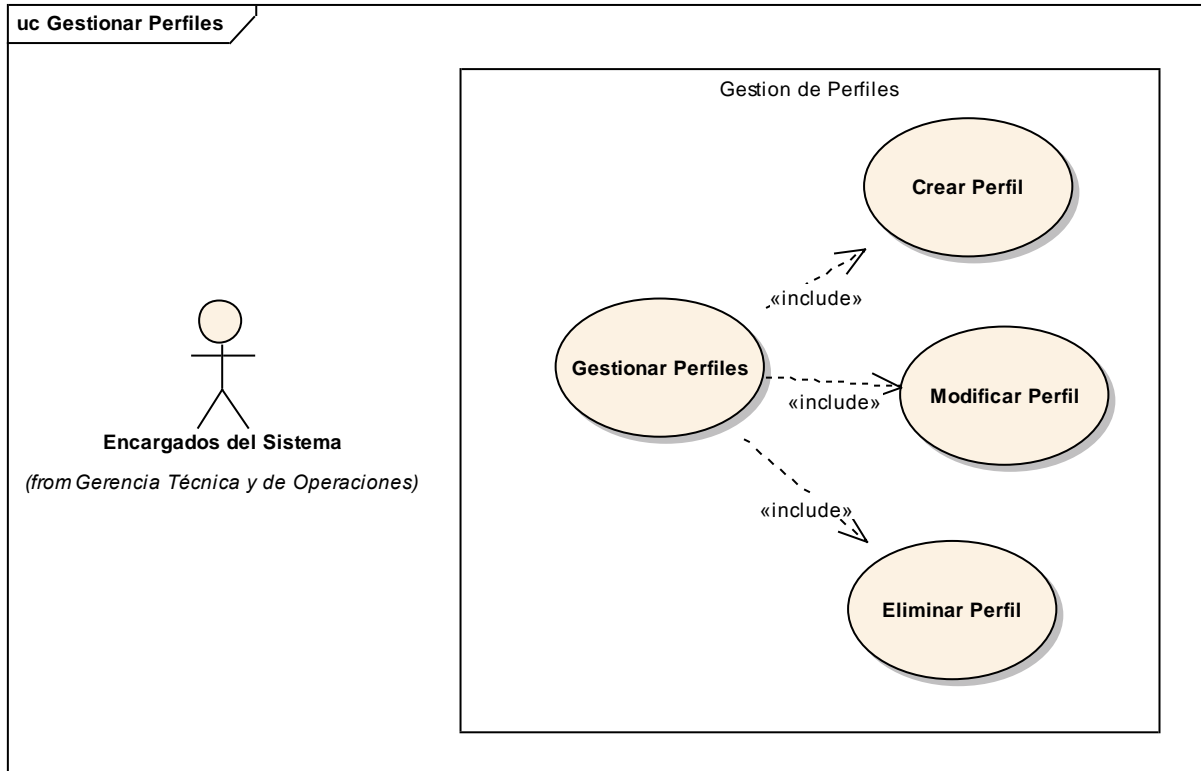 uc Gestionar Perfiles
Gestion de Perfiles
Crear Perfil
«include»
Gestionar Perfiles
Modificar Perfil
«include»
Encargados del Sistema
(from Gerencia Técnica y de Operaciones)
«include»
Eliminar Perfil